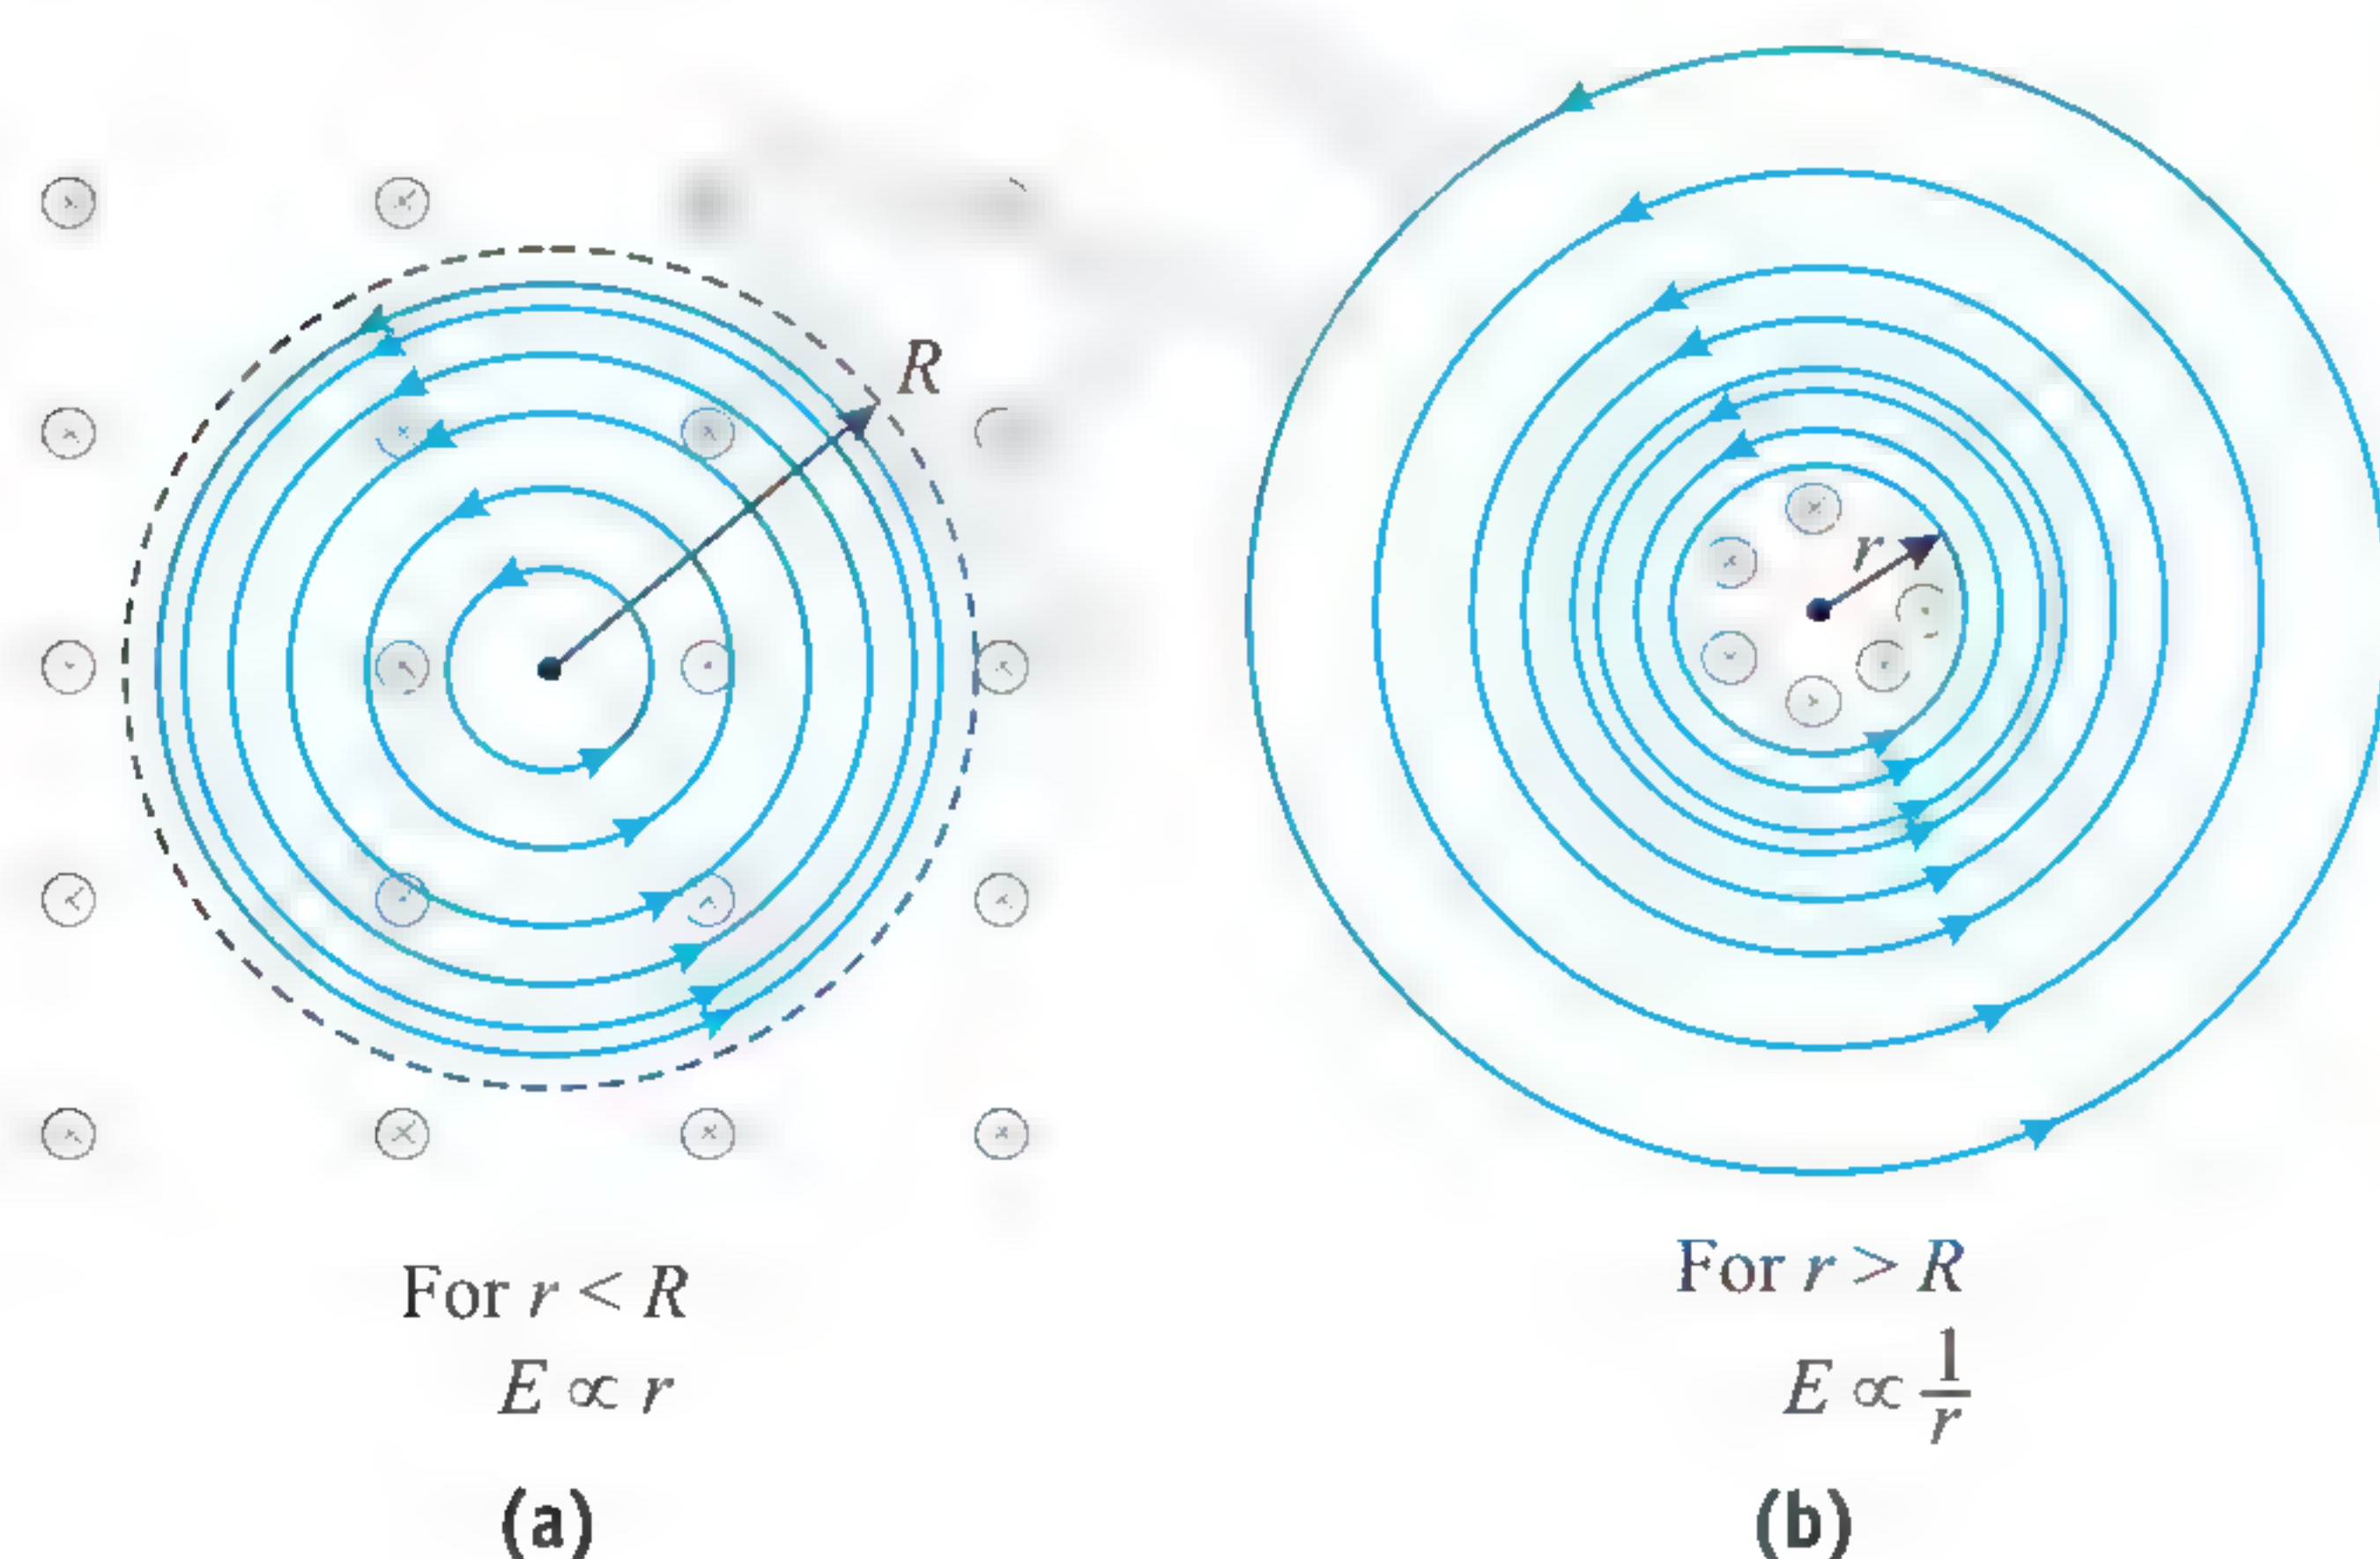 R
For r < R
E ∝ r
(a)
r
For r > R
E ∝ 1/r
(b)